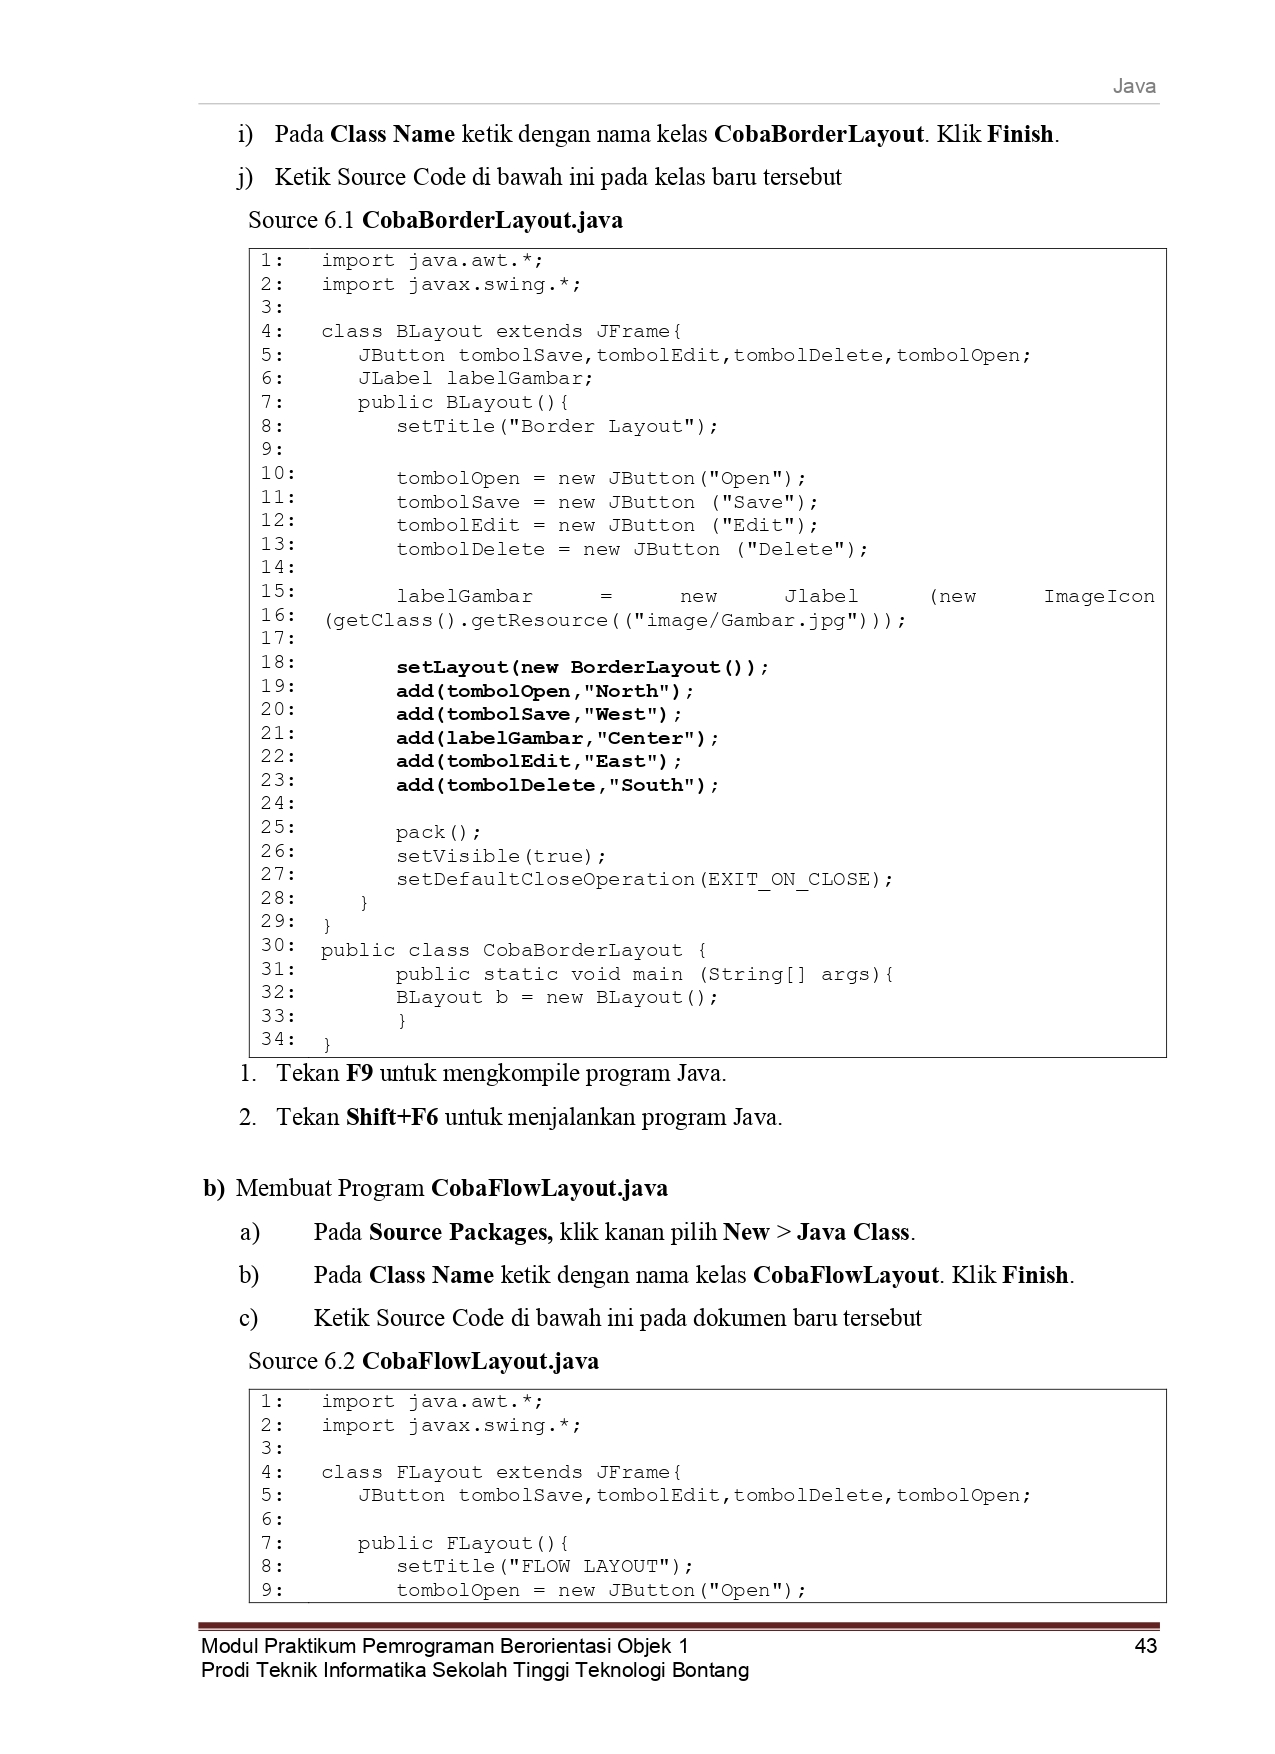 Java
i) Pada Class Name ketik dengan nama kelas CobaBorderLayout. Klik Finish.
j) Ketik Source Code di bawah ini pada kelas baru tersebut
Source 6.1 CobaBorderLayout.java
1: import java.awt.*;
2: import javax.swing.*;
3:
4: class BLayout extends JFrame{
5: JButton tombolSave,tombolEdit,tombolDelete,tombolOpen;
6: JLabel labelGambar;
7: public BLayout(){
8: setTitle("Border Layout");
9:
10: tombolOpen = new JButton("Open");
11: tombolSave = new JButton ("Save");
12: tombolEdit = new JButton ("Edit");
13: tombolDelete = new JButton ("Delete");
14:
15: labelGambar = new Jlabel (new ImageIcon
16: (getClass().getResource(("image/Gambar.jpg")));
17:
18: setLayout(new BorderLayout());
19: add(tombolOpen,"North");
20: add(tombolSave,"West");
21: add(labelGambar,"Center");
22: add(tombolEdit,"East");
23: add(tombolDelete,"South");
24:
25: pack();
26: setVisible(true);
27: setDefaultCloseOperation(EXIT_ON_CLOSE);
28: }
29: }
30: public class CobaBorderLayout {
31: public static void main (String[] args){
32: BLayout b = new BLayout();
33: }
34: }
1. Tekan F9 untuk mengkompile program Java.
2. Tekan Shift+F6 untuk menjalankan program Java.
b) Membuat Program CobaFlowLayout.java
a) Pada Source Packages, klik kanan pilih New > Java Class.
b) Pada Class Name ketik dengan nama kelas CobaFlowLayout. Klik Finish.
c) Ketik Source Code di bawah ini pada dokumen baru tersebut
Source 6.2 CobaFlowLayout.java
1: import java.awt.*;
2: import javax.swing.*;
3:
4: class FLayout extends JFrame{
5: JButton tombolSave,tombolEdit,tombolDelete,tombolOpen;
6:
7: public FLayout(){
8: setTitle("FLOW LAYOUT");
9: tombolOpen = new JButton("Open");
Modul Praktikum Pemrograman Berorientasi Objek 1 43
Prodi Teknik Informatika Sekolah Tinggi Teknologi Bontang